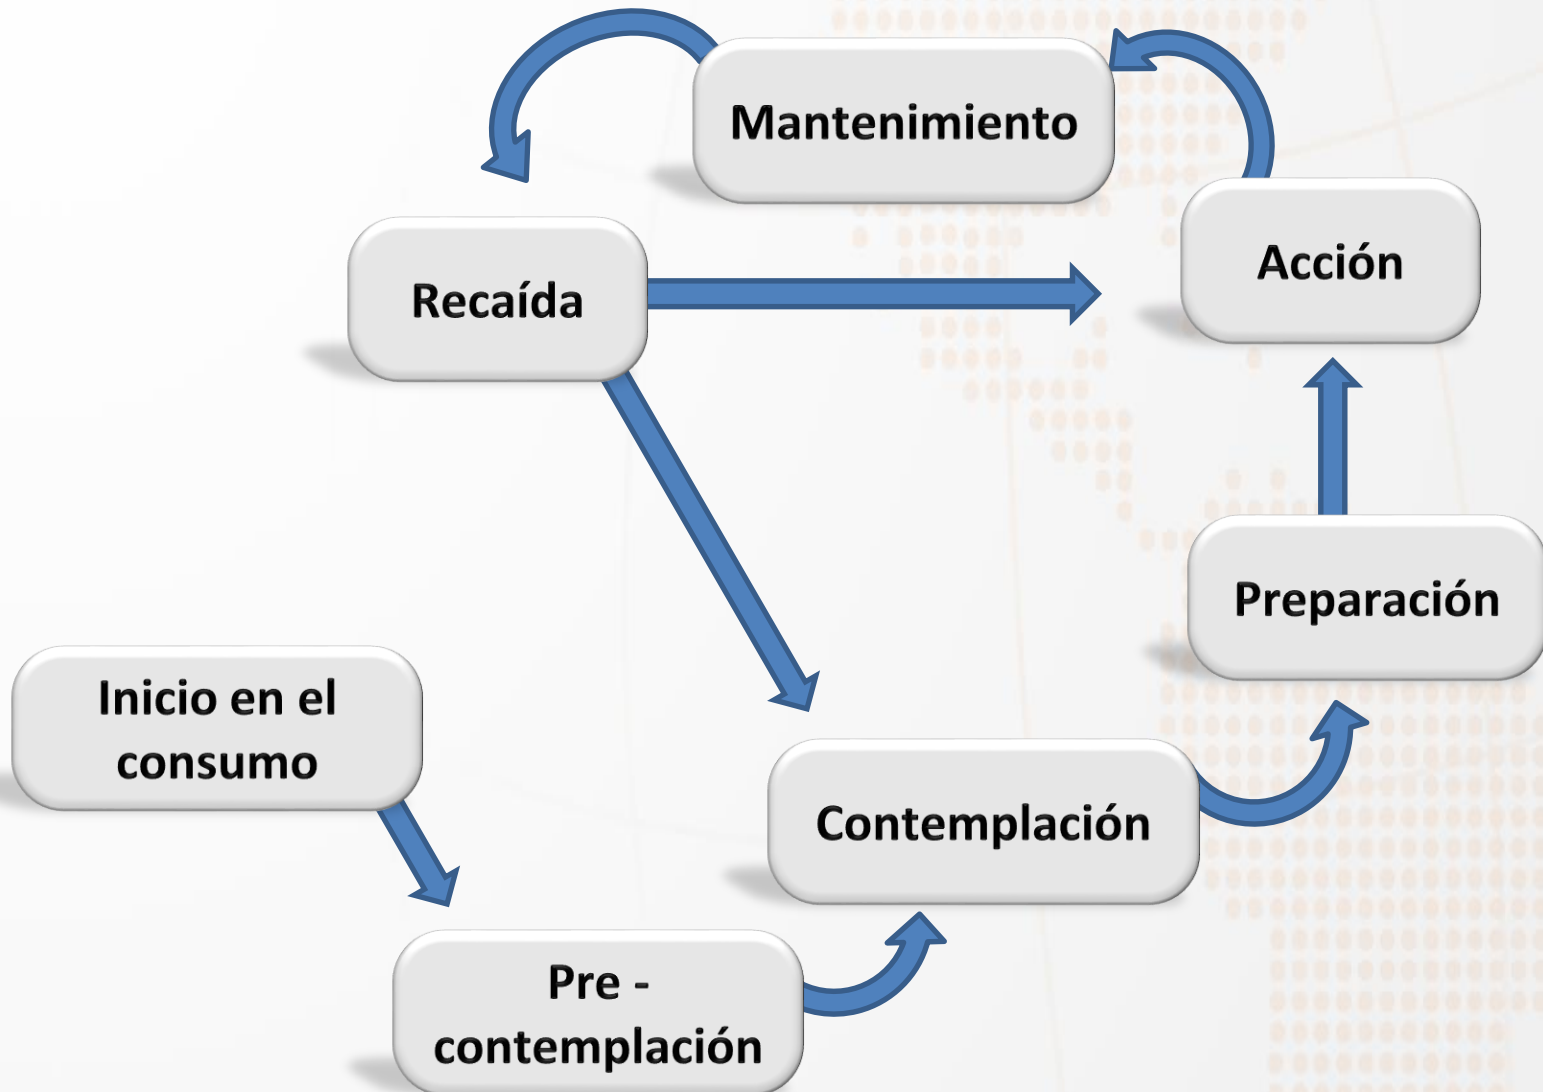 Mantenimiento
Acción
Recaída
Preparación
Inicio en el
consumo
Contemplación
Pre -
contemplación